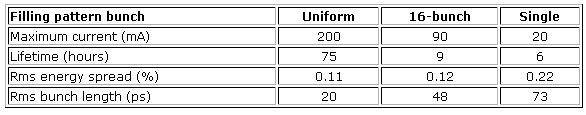 Filling pattern bunch Uniform 16-bunch Single
Maximum current (mA) 200 90 20
Lifetime (hours) 75 9 6
Rms energy spread (%) 0.11 0.12 0.22
Rms bunch length (ps) 20 48 73